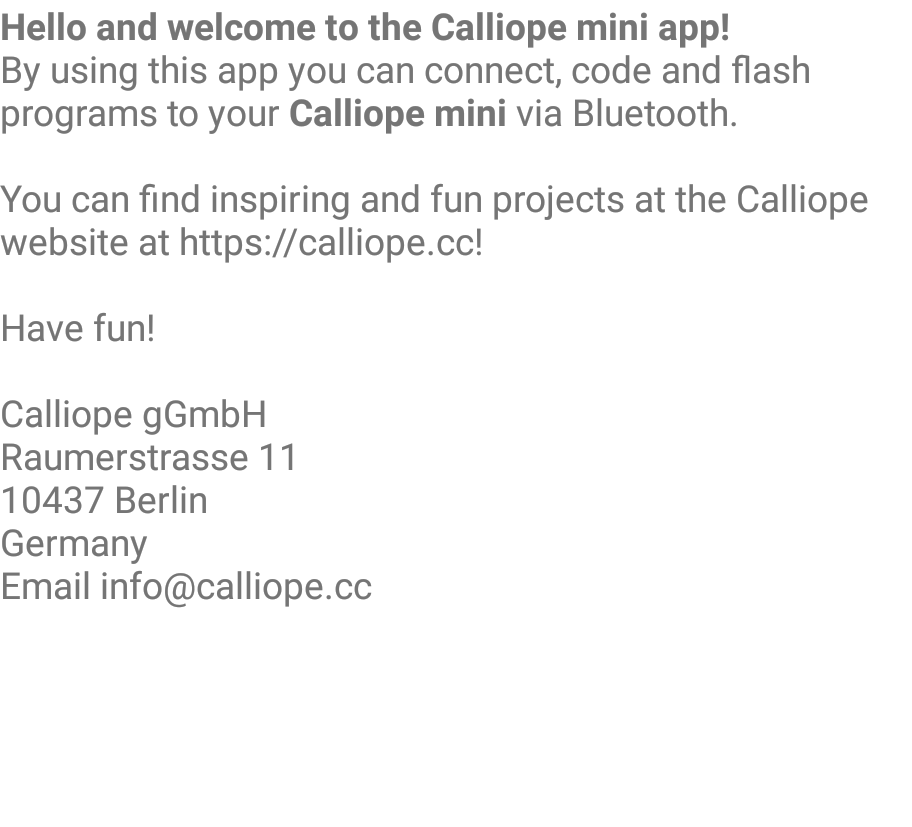 Hello and welcome to the Calliope mini app!
By using this app you can connect, code and flash
programs to your Calliope mini via Bluetooth.
You can find inspiring and fun projects at the Calliope
website at https://calliope.cc!
Have fun!
Calliope gGmbH
Raumerstrasse 11
10437 Berlin
Germany
Email info@calliope.cc